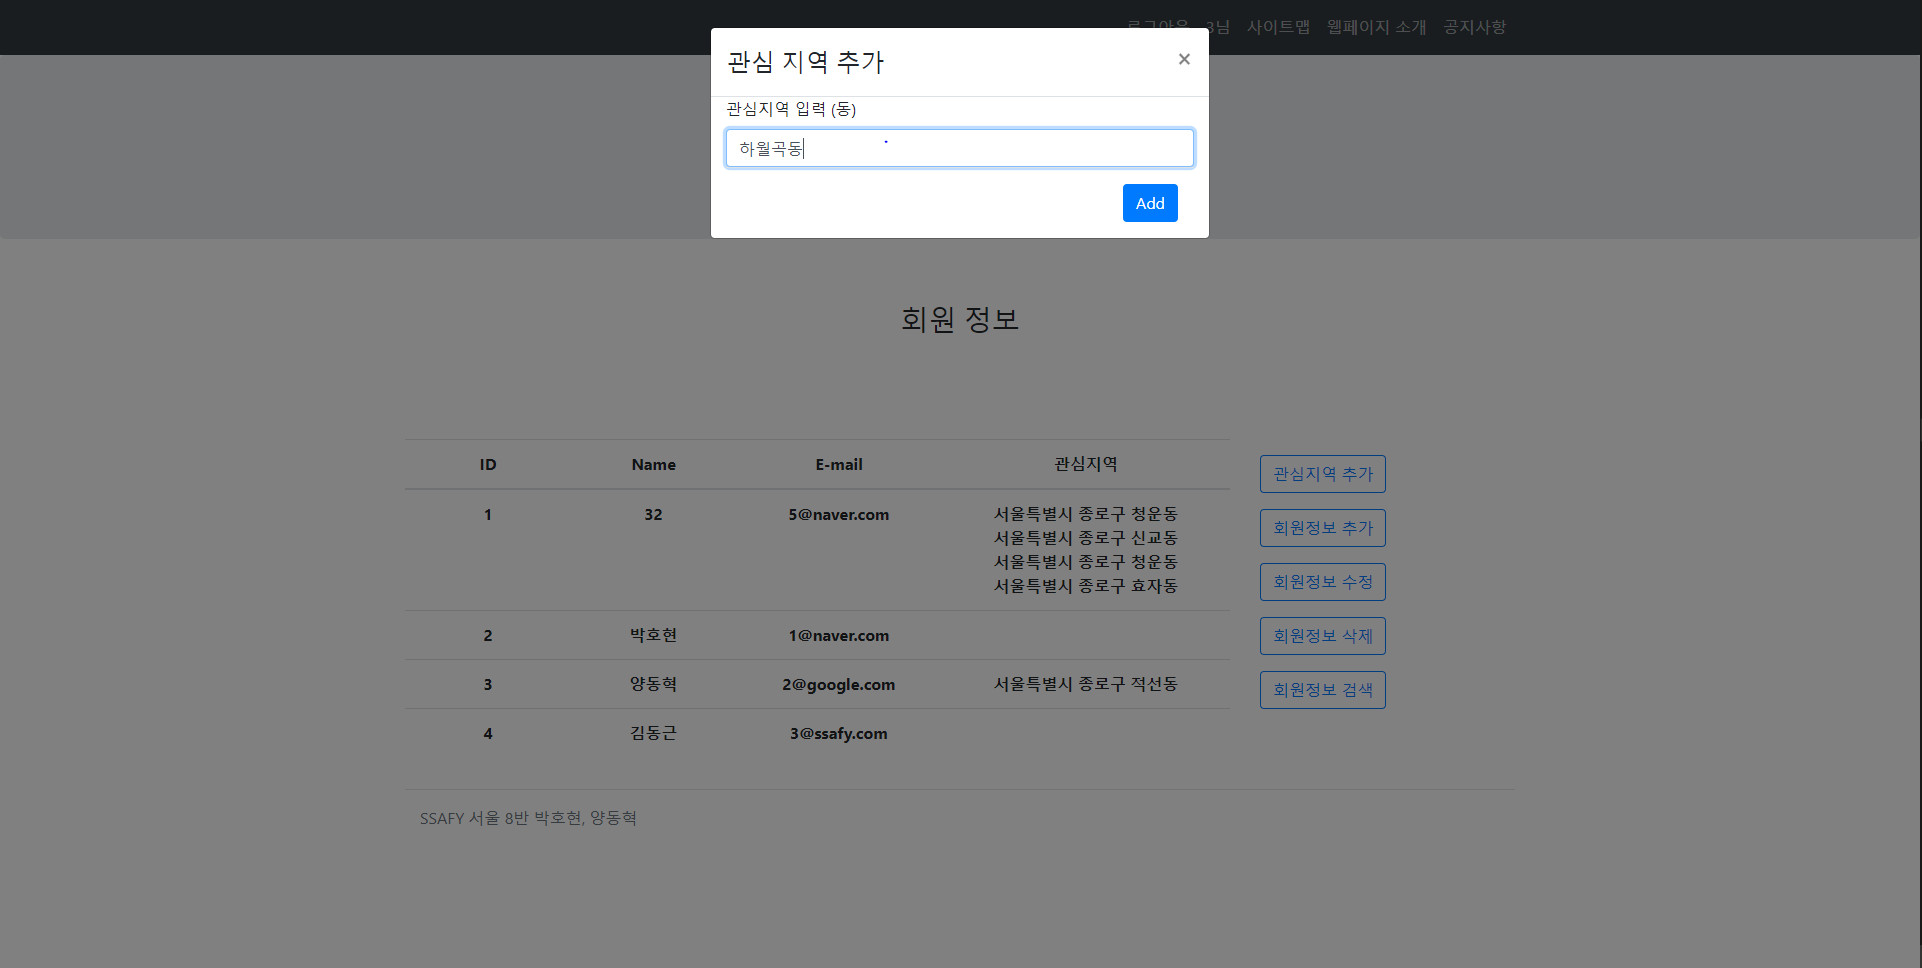 3님 사이트맵 웹페이지 소개 공지사항
관심 지역 추가
×
관심지역 입력 (동)
하월곡동
Add
회원 정보
ID Name E-mail 관심지역
1 32 5@naver.com 서울특별시 종로구 청운동
서울특별시 종로구 신교동
서울특별시 종로구 청운동
서울특별시 종로구 효자동
2 박호현 1@naver.com
3 양동혁 2@google.com 서울특별시 종로구 적선동
4 김동근 3@ssafy.com
관심지역 추가
회원정보 추가
회원정보 수정
회원정보 삭제
회원정보 검색
SSAFY 서울 8반 박호현, 양동혁